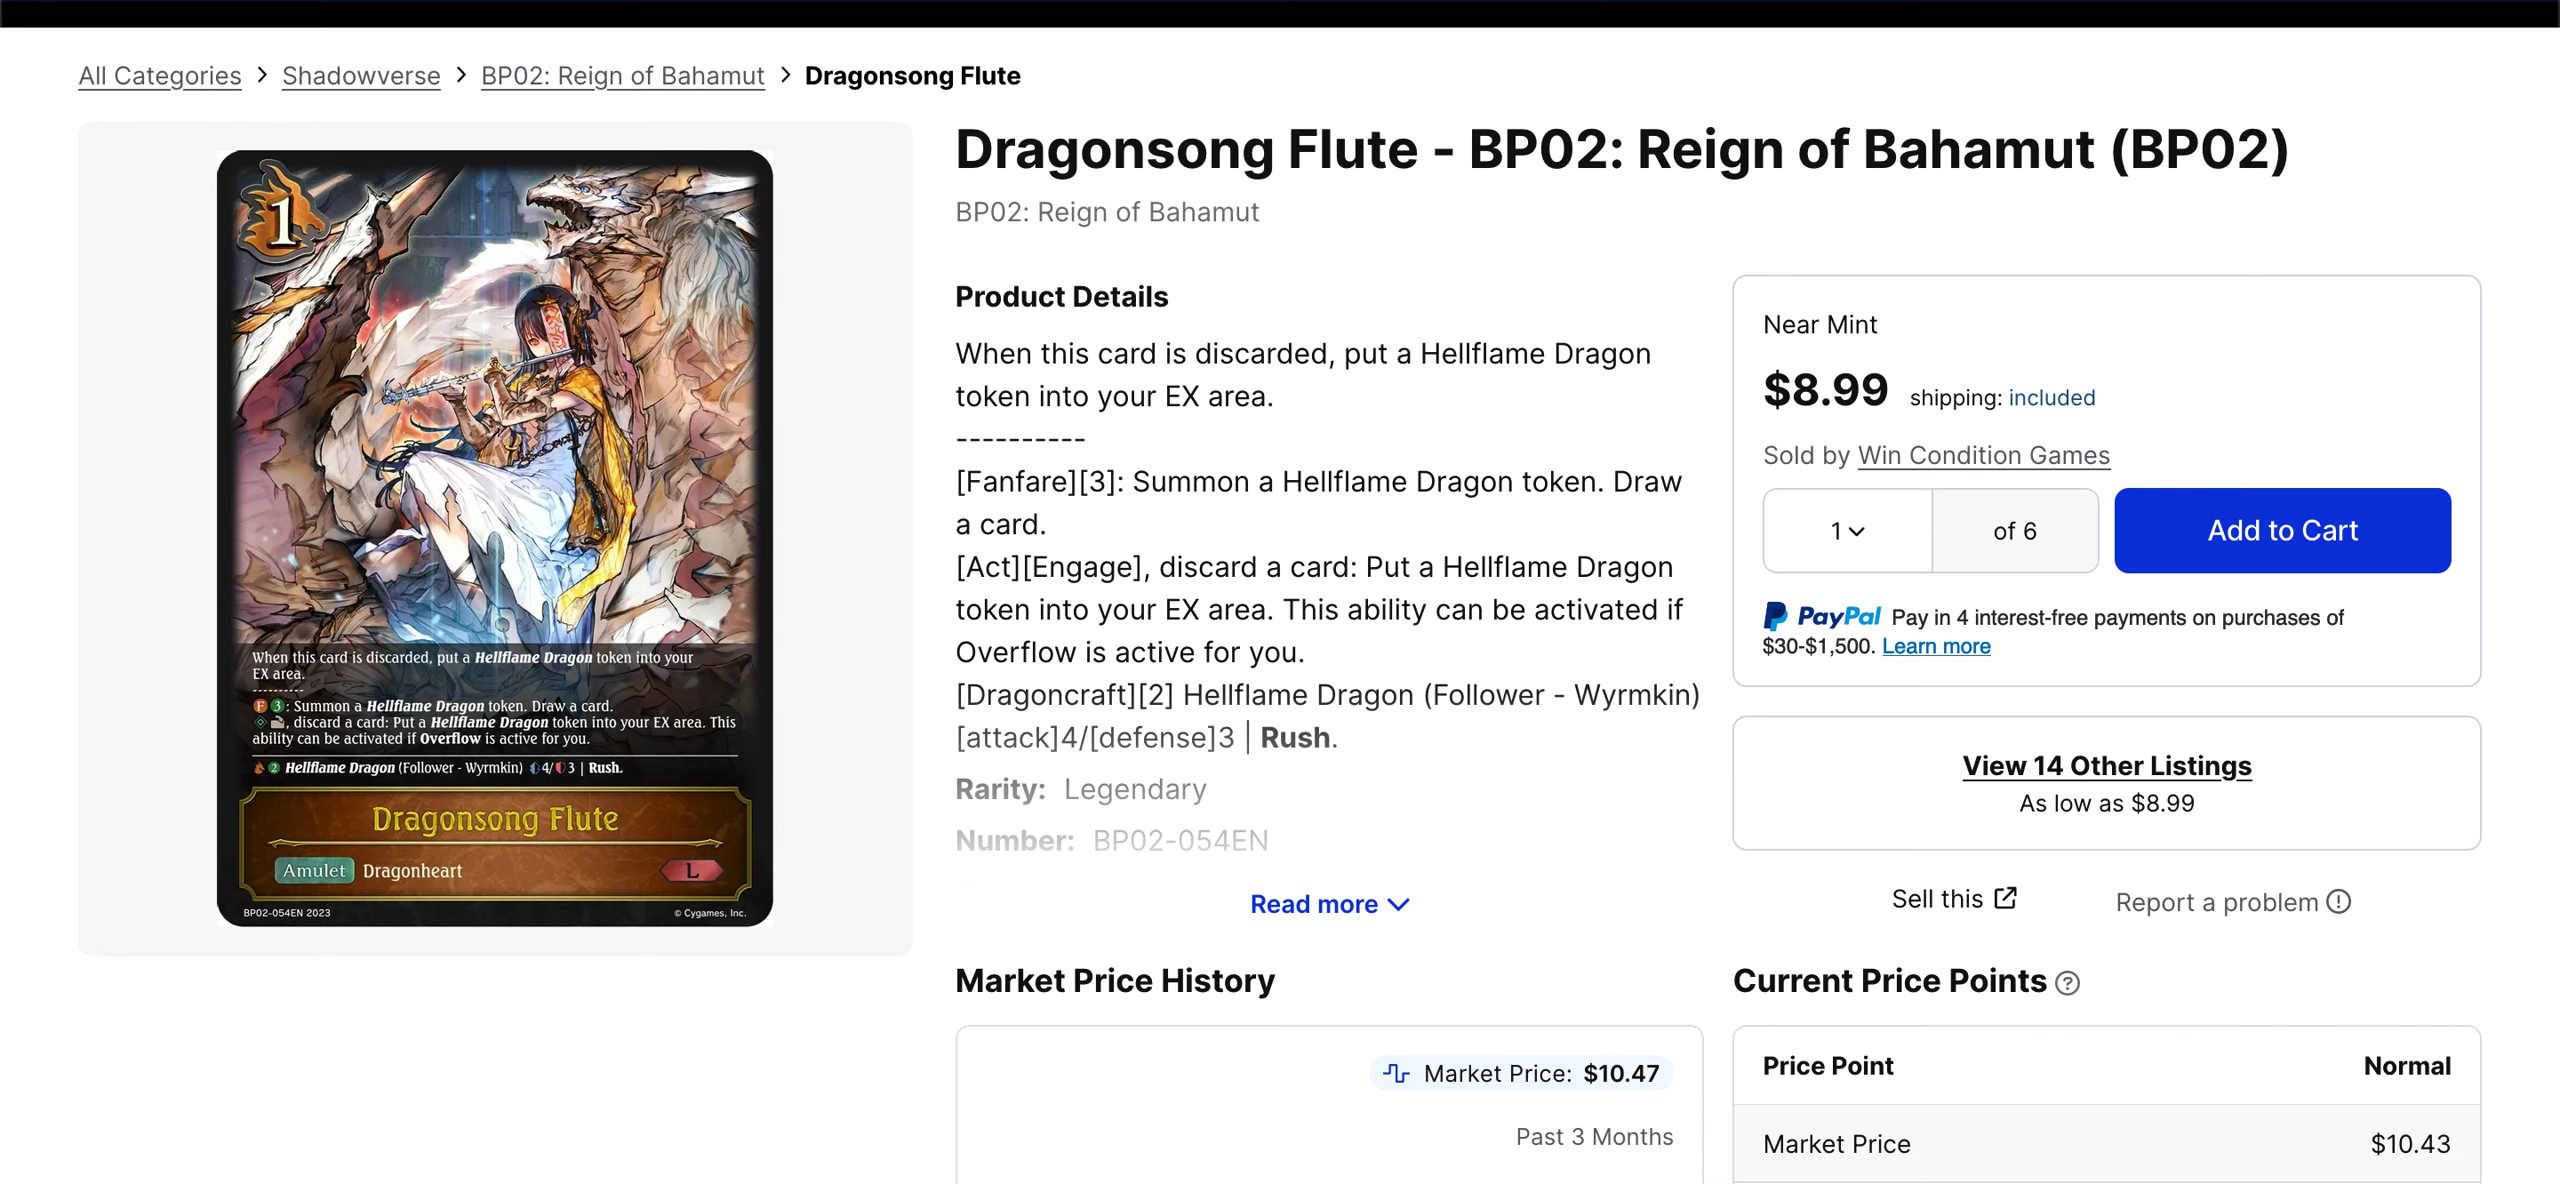 All Categories > Shadowverse > BP02: Reign of Bahamut > Dragonsong Flute
1
When this card is discarded, put a Hellflame Dragon token into your
EX area.
----------
F 3: Summon a Hellflame Dragon token. Draw a card.
, discard a card: Put a Hellflame Dragon token into your EX area. This
ability can be activated if Overflow is active for you.
2 Hellflame Dragon (Follower - Wyrmkin) 4/3 | Rush.
Dragonsong Flute
Amulet Dragonheart L
BP02-054EN 2023 © Cygames, Inc.
Dragonsong Flute - BP02: Reign of Bahamut (BP02)
BP02: Reign of Bahamut
Product Details
When this card is discarded, put a Hellflame Dragon
token into your EX area.
----------
[Fanfare][3]: Summon a Hellflame Dragon token. Draw
a card.
[Act][Engage], discard a card: Put a Hellflame Dragon
token into your EX area. This ability can be activated if
Overflow is active for you.
[Dragoncraft][2] Hellflame Dragon (Follower - Wyrmkin)
[attack]4/[defense]3 | Rush.
Rarity: Legendary
Number: BP02-054EN
Read more
Near Mint
$8.99 shipping: included
Sold by Win Condition Games
1 of 6 Add to Cart
PayPal Pay in 4 interest-free payments on purchases of
$30-$1,500. Learn more
View 14 Other Listings
As low as $8.99
Sell this Report a problem
Market Price History
Market Price: $10.47
Past 3 Months
Current Price Points
Price Point Normal
Market Price $10.43